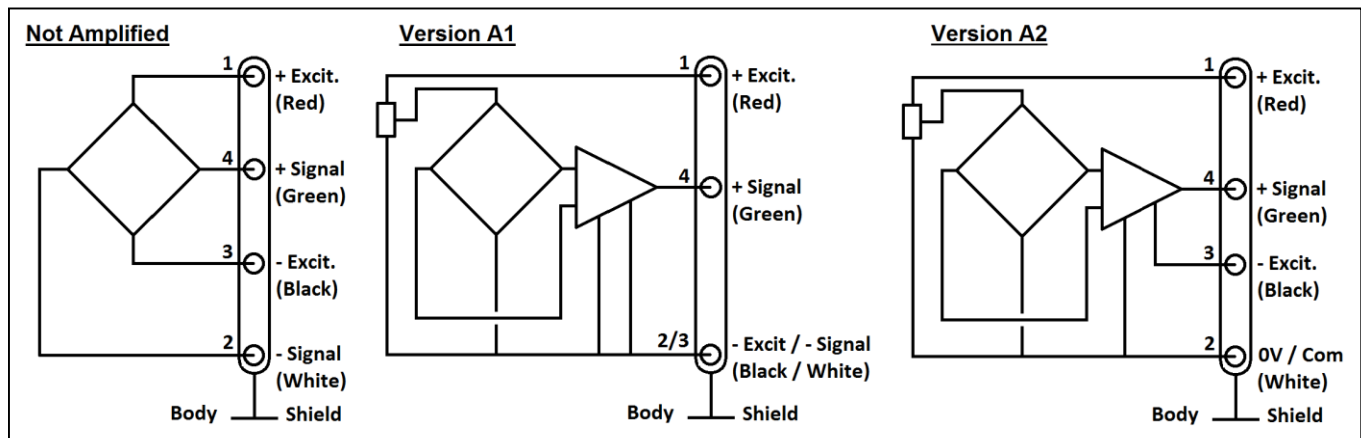 Not Amplified
1
+ Excit.
(Red)
4
+ Signal
(Green)
3
- Excit.
(Black)
2
- Signal
(White)
Body
Shield
Version A1
1
+ Excit.
(Red)
4
+ Signal
(Green)
2/3
- Excit / - Signal
(Black / White)
Body
Shield
Version A2
1
+ Excit.
(Red)
4
+ Signal
(Green)
3
- Excit.
(Black)
2
0V / Com
(White)
Body
Shield